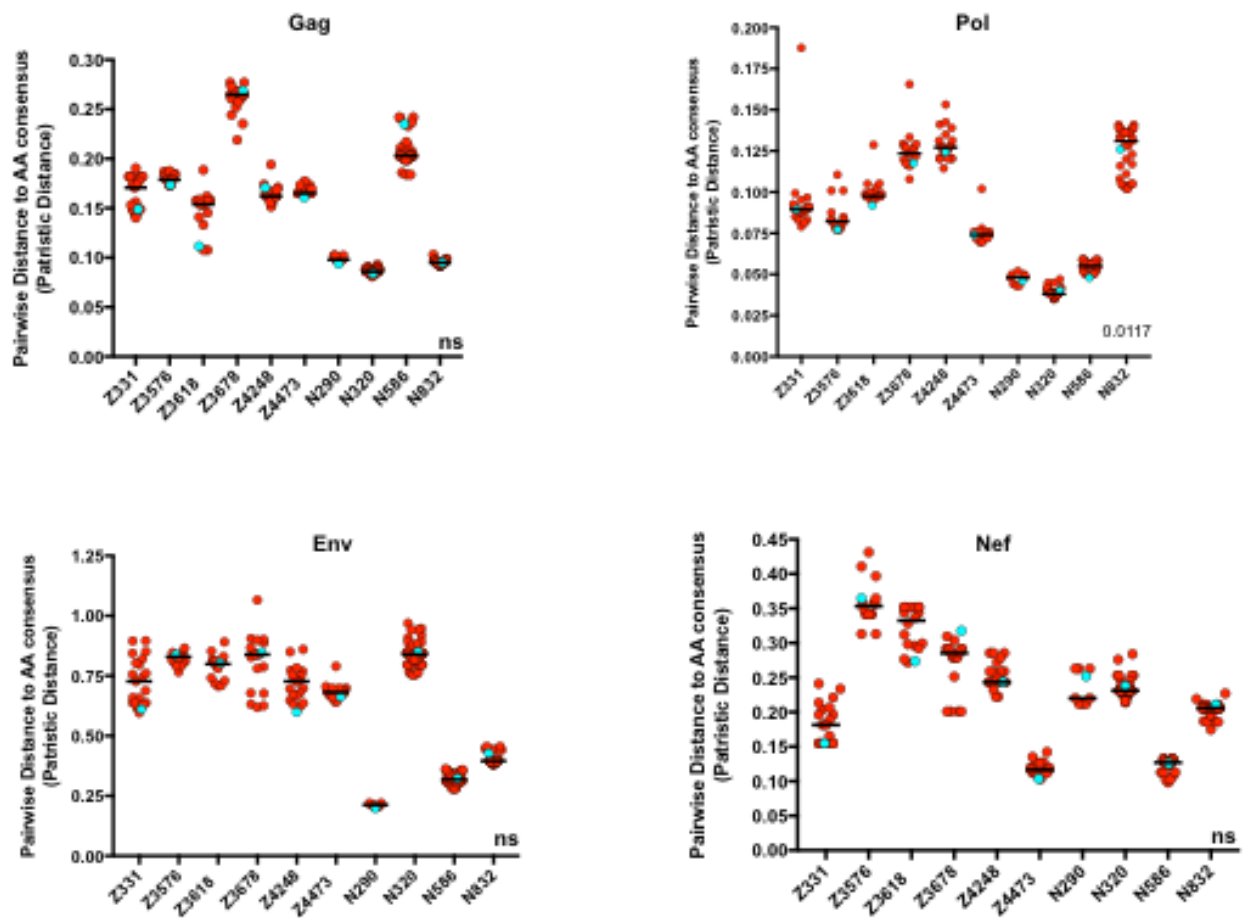 Gag
Pairwise Distance to AA consensus
(Patristic Distance)
0.30
0.25
0.20
0.15
0.10
0.05
0.00
ns
Z331
Z3576
Z3618
Z3678
Z4248
Z4473
N290
N320
N586
N832
Pol
Pairwise Distance to AA consensus
(Patristic Distance)
0.200
0.175
0.150
0.125
0.100
0.075
0.050
0.025
0.000
0.0117
Z331
Z3576
Z3618
Z3678
Z4248
Z4473
N290
N320
N586
N832
Env
Pairwise Distance to AA consensus
(Patristic Distance)
1.25
1.00
0.75
0.50
0.25
0.00
ns
Z331
Z3576
Z3618
Z3678
Z4248
Z4473
N290
N320
N586
N832
Nef
Pairwise Distance to AA consensus
(Patristic Distance)
0.45
0.40
0.35
0.30
0.25
0.20
0.15
0.10
0.05
0.00
ns
Z331
Z3576
Z3618
Z3678
Z4248
Z4473
N290
N320
N586
N832